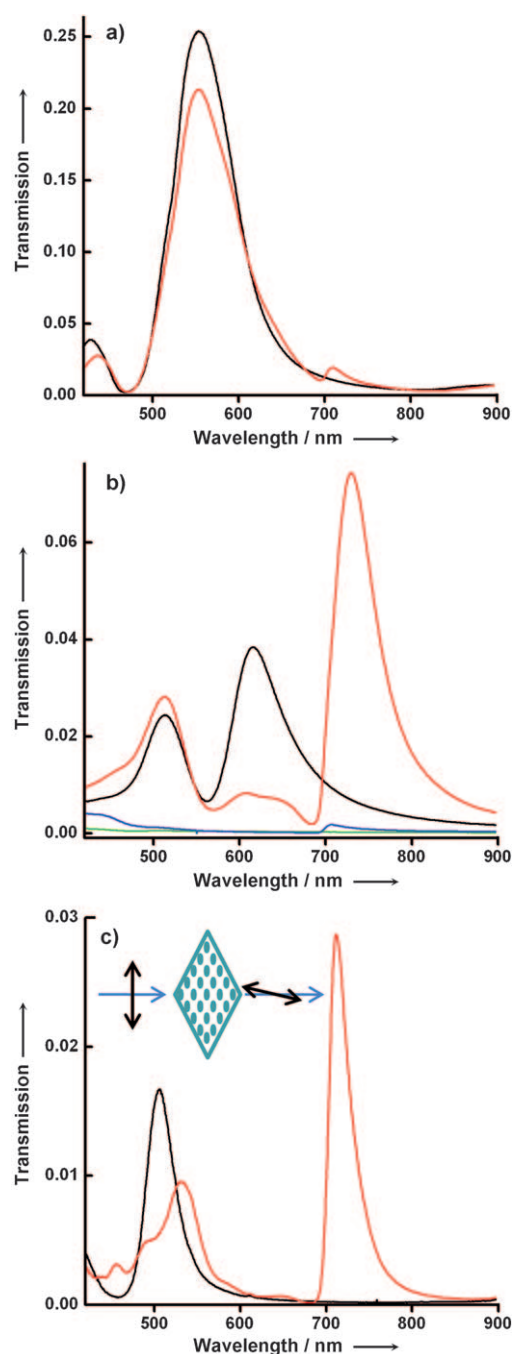 a)
0.25
0.20
0.15
0.10
0.05
0.00
Transmission →
500 600 700 800 900
Wavelength / nm →
b)
0.06
0.04
0.02
0.00
Transmission →
500 600 700 800 900
Wavelength / nm →
c)
0.03
0.02
0.01
0.00
Transmission →
500 600 700 800 900
Wavelength / nm →